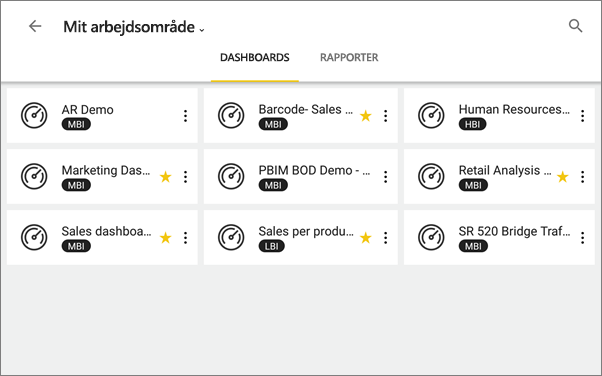 Mit arbejdsområde
DASHBOARDS RAPPORTER
AR Demo
MBI
Barcode- Sales ...
MBI
Human Resources...
HBI
Marketing Das...
MBI
PBIM BOD Demo - ...
MBI
Retail Analysis ...
MBI
Sales dashboa...
MBI
Sales per produ...
LBI
SR 520 Bridge Traf...
MBI